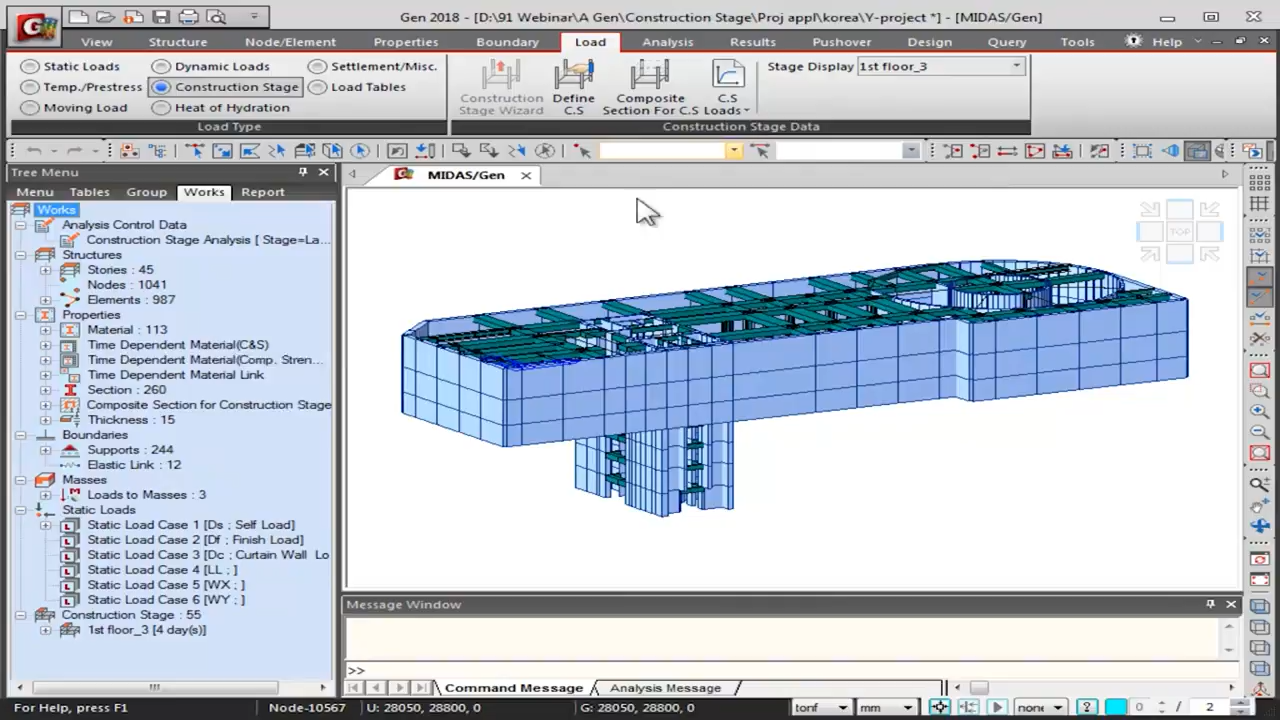 Gen 2018 - [D:\91 Webinar\A Gen\Construction Stage\Proj appl\korea\Y-project *] - [MIDAS/Gen]
View Structure Node/Element Properties Boundary Load Analysis Results Pushover Design Query Tools Help
Static Loads Dynamic Loads Settlement/Misc.
Temp./Prestress Construction Stage Load Tables
Moving Load Heat of Hydration
Load Type
Construction Stage Wizard
Define C.S
Composite Section For C.S
C.S Loads
Stage Display 1st floor_3
Construction Stage Data
Tree Menu
Menu Tables Group Works Report
MIDAS/Gen
TOP
Works
Analysis Control Data
Construction Stage Analysis [ Stage=La...
Structures
Stories : 45
Nodes : 1041
Elements : 987
Properties
Material : 113
Time Dependent Material(C&S)
Time Dependent Material(Comp. Stren...
Time Dependent Material Link
Section : 260
Composite Section for Construction Stage
Thickness : 15
Boundaries
Supports : 244
Elastic Link : 12
Masses
Loads to Masses : 3
Static Loads
Static Load Case 1 [Ds ; Self Load]
Static Load Case 2 [Df ; Finish Load]
Static Load Case 3 [Dc ; Curtain Wall Lo
Static Load Case 4 [LL ; ]
Static Load Case 5 [WX ; ]
Static Load Case 6 [WY ; ]
Construction Stage : 55
1st floor_3 [4 day(s)]
Message Window
>>
Command Message Analysis Message
For Help, press F1 Node-10567 U: 28050, 28800, 0 G: 28050, 28800, 0 tonf mm none ? 0 / 2